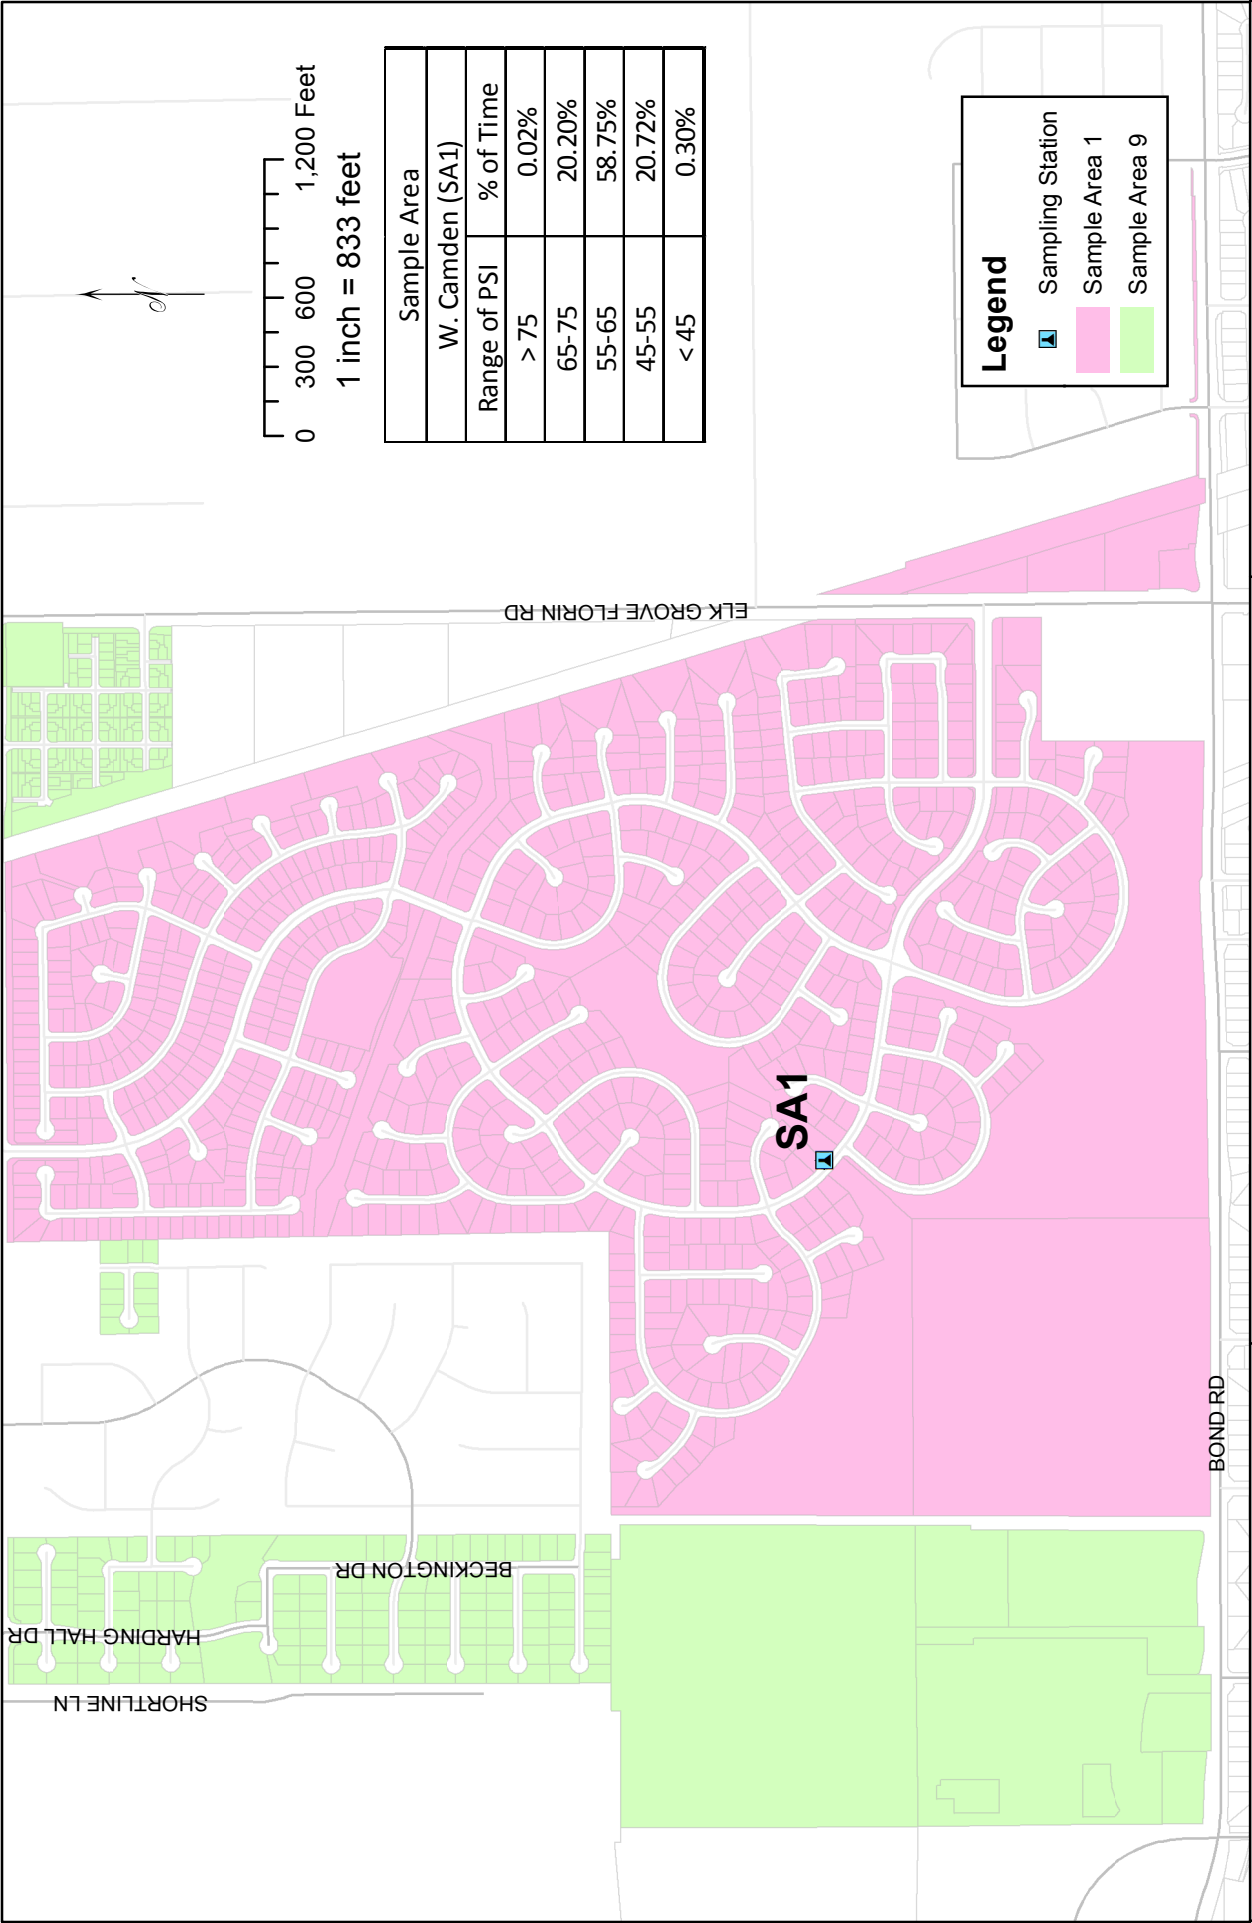 0 300 600 1,200 Feet
1 inch = 833 feet
N
Sample Area
W. Camden (SA1)
Range of PSI % of Time
> 75 0.02%
65-75 20.20%
55-65 58.75%
45-55 20.72%
< 45 0.30%
Legend
Sampling Station
Sample Area 1
Sample Area 9
ELK GROVE FLORIN RD
SA1
BECKINGTON DR
HARDING HALL DR
SHORTLINE LN
BOND RD